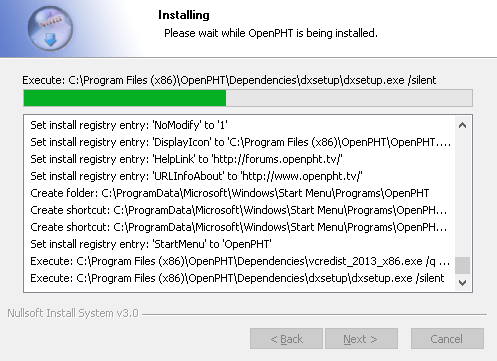 Installing
Please wait while OpenPHT is being installed.
Execute: C:\Program Files (x86)\OpenPHT\Dependencies\dxsetup\dxsetup.exe /silent
Set install registry entry: 'NoModify' to '1'
Set install registry entry: 'DisplayIcon' to 'C:\Program Files (x86)\OpenPHT\OpenPHT....
Set install registry entry: 'HelpLink' to 'http://forums.openpht.tv/'
Set install registry entry: 'URLInfoAbout' to 'http://www.openpht.tv/'
Create folder: C:\ProgramData\Microsoft\Windows\Start Menu\Programs\OpenPHT
Create shortcut: C:\ProgramData\Microsoft\Windows\Start Menu\Programs\OpenPH...
Create shortcut: C:\ProgramData\Microsoft\Windows\Start Menu\Programs\OpenPH...
Set install registry entry: 'StartMenu' to 'OpenPHT'
Execute: C:\Program Files (x86)\OpenPHT\Dependencies\vcredist_2013_x86.exe /q ...
Execute: C:\Program Files (x86)\OpenPHT\Dependencies\dxsetup\dxsetup.exe /silent
Nullsoft Install System v3.0
< Back
Next >
Cancel